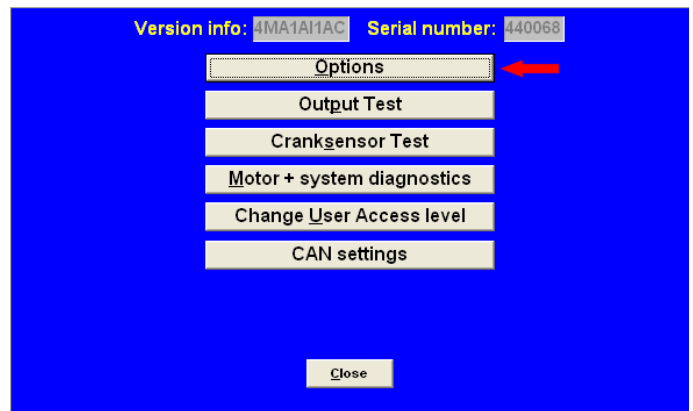 Version info: 4MA1AI1AC Serial number: 440068
Options
Output Test
Cranksensor Test
Motor + system diagnostics
Change User Access level
CAN settings
Close